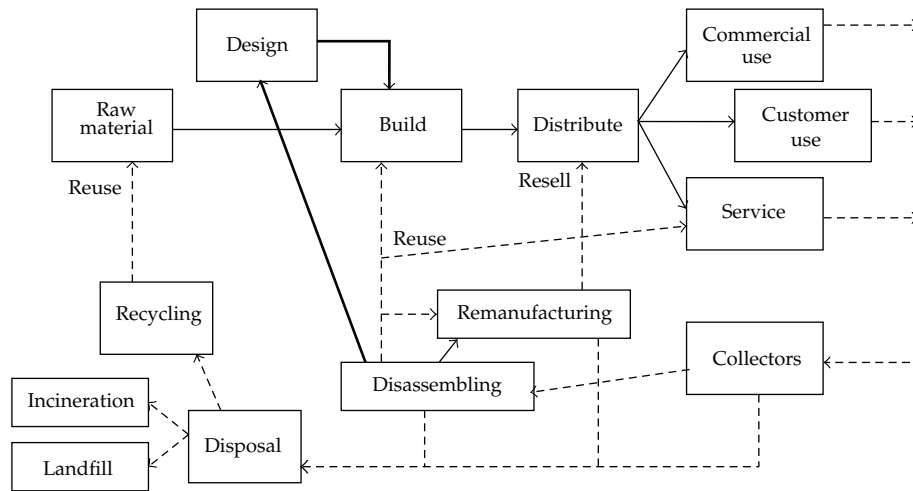 Design
Commercial
use
Raw
material
Build
Distribute
Customer
use
Reuse
Resell
Service
Reuse
Recycling
Remanufacturing
Collectors
Disassembling
Incineration
Disposal
Landfill